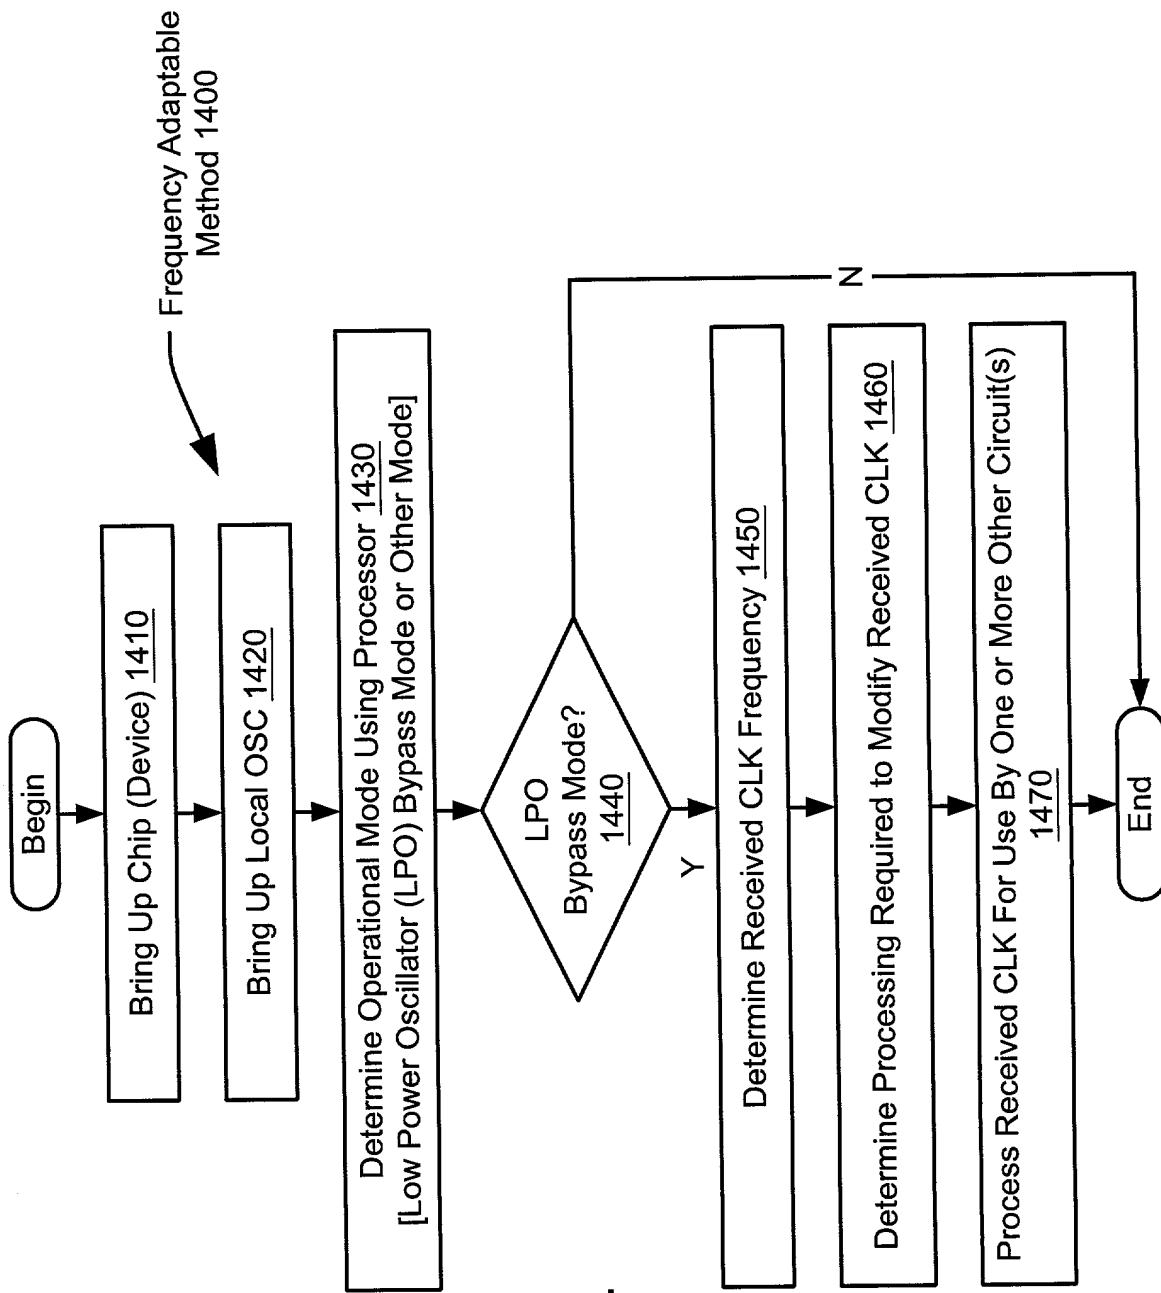 Frequency Adaptable
Method 1400
Begin
Bring Up Chip (Device) 1410
Bring Up Local OSC 1420
Determine Operational Mode Using Processor 1430
[Low Power Oscillator (LPO) Bypass Mode or Other Mode]
LPO
Bypass Mode?
1440
N
Y
Determine Received CLK Frequency 1450
Determine Processing Required to Modify Received CLK 1460
Process Received CLK For Use By One or More Other Circuit(s)
1470
End